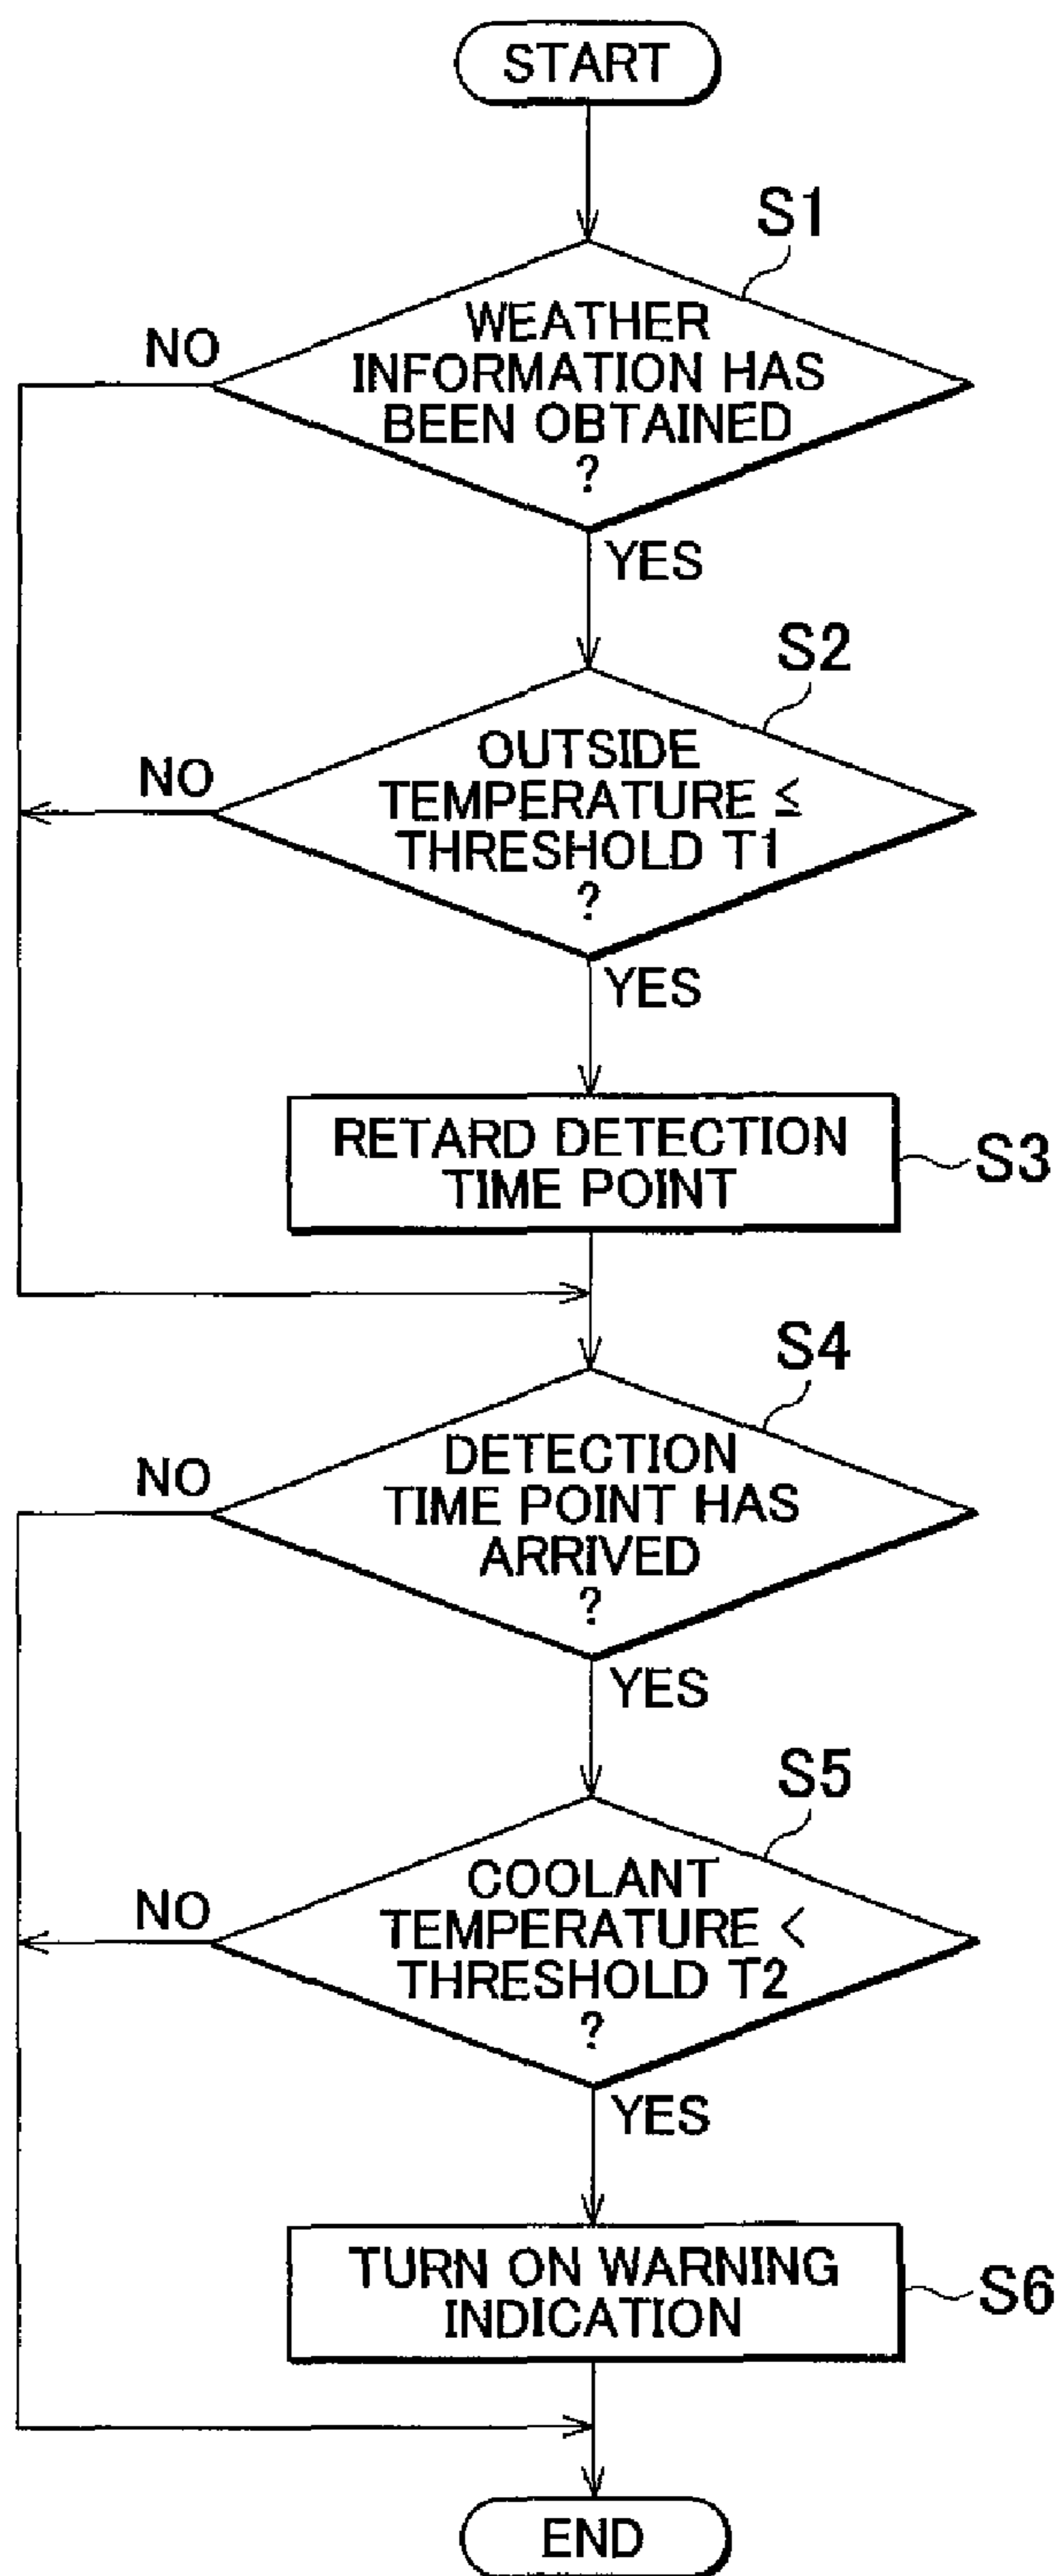 START
S1
WEATHER
INFORMATION HAS
BEEN OBTAINED
?
NO
YES
S2
OUTSIDE
TEMPERATURE ≤
THRESHOLD T1
?
NO
YES
RETARD DETECTION
TIME POINT
S3
S4
DETECTION
TIME POINT HAS
ARRIVED
?
NO
YES
S5
COOLANT
TEMPERATURE <
THRESHOLD T2
?
NO
YES
TURN ON WARNING
INDICATION
S6
END